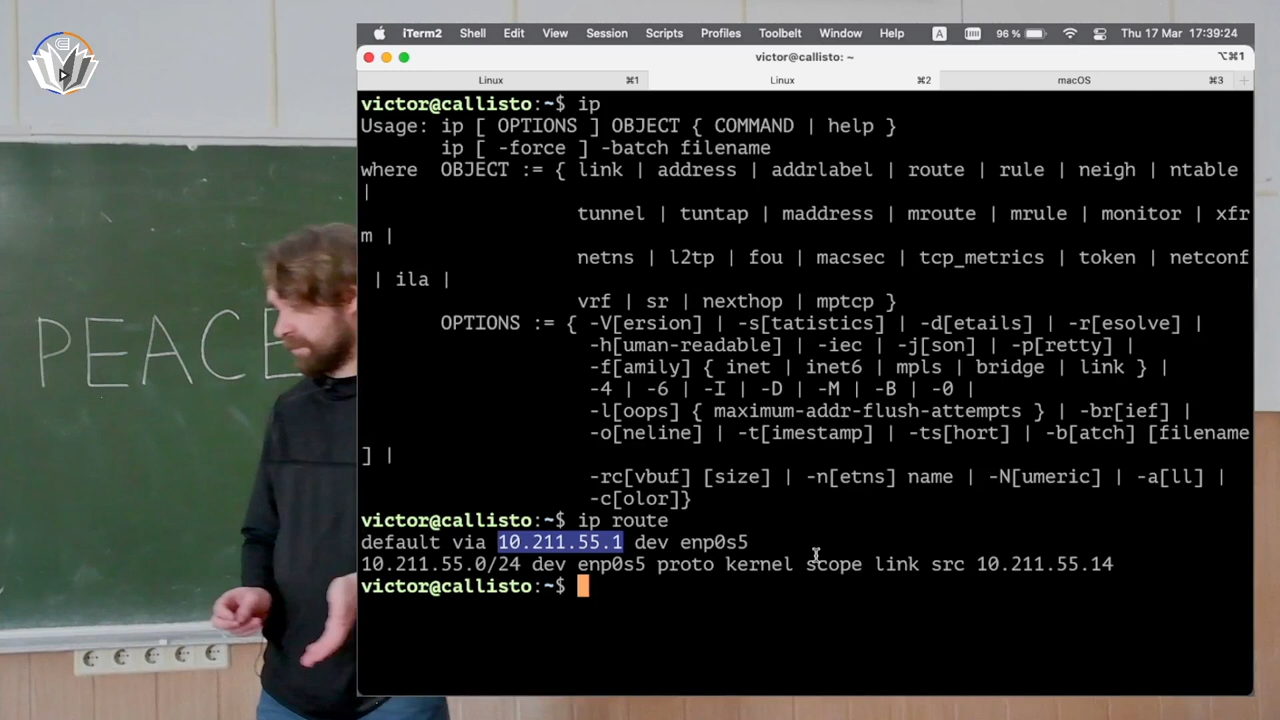 PEACE
iTerm2 Shell Edit View Session Scripts Profiles Toolbelt Window Help A 96 % Thu 17 Mar 17:39:24
victor@callisto: ~ ⌥⌘1
Linux ⌘1 Linux ⌘2 macOS ⌘3 +
victor@callisto:~$ ip
Usage: ip [ OPTIONS ] OBJECT { COMMAND | help }
ip [ -force ] -batch filename
where OBJECT := { link | address | addrlabel | route | rule | neigh | ntable
|
tunnel | tuntap | maddress | mroute | mrule | monitor | xfr
m |
netns | l2tp | fou | macsec | tcp_metrics | token | netconf
| ila |
vrf | sr | nexthop | mptcp }
OPTIONS := { -V[ersion] | -s[tatistics] | -d[etails] | -r[esolve] |
-h[uman-readable] | -iec | -j[son] | -p[retty] |
-f[amily] { inet | inet6 | mpls | bridge | link } |
-4 | -6 | -I | -D | -M | -B | -0 |
-l[oops] { maximum-addr-flush-attempts } | -br[ief] |
-o[neline] | -t[imestamp] | -ts[hort] | -b[atch] [filename
] |
-rc[vbuf] [size] | -n[etns] name | -N[umeric] | -a[ll] |
-c[olor]}
victor@callisto:~$ ip route
default via 10.211.55.1 dev enp0s5
10.211.55.0/24 dev enp0s5 proto kernel scope link src 10.211.55.14
victor@callisto:~$